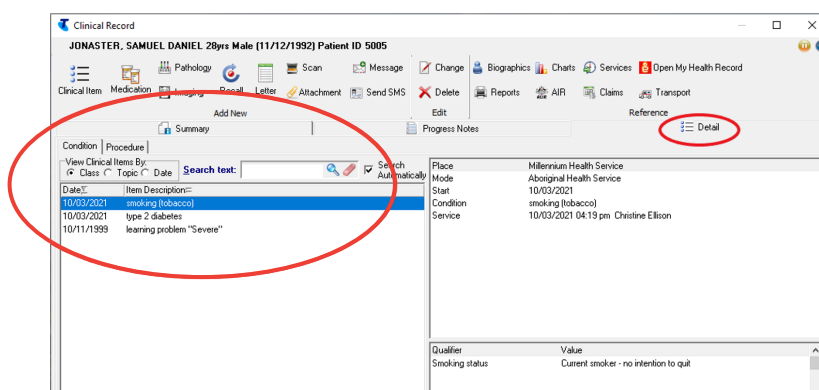 Clinical Record
JONASTER, SAMUEL DANIEL 28yrs Male (11/12/1992) Patient ID 5005
Pathology Scan Message Change Biographics Charts Services Open My Health Record
Clinical Item Medication Imaging Recall Letter Attachment Send SMS Delete Reports AIR Claims Transport
Add New Edit Reference
Summary Progress Notes Detail
Condition Procedure
View Clinical Items By:
Class Topic Date Search text: Search Automatically
Date Item Description
10/03/2021 smoking (tobacco)
10/03/2021 type 2 diabetes
10/11/1999 learning problem "Severe"
Place Millennium Health Service
Mode Aboriginal Health Service
Start 10/03/2021
Condition smoking (tobacco)
Service 10/03/2021 04:19 pm Christine Ellison
Qualifier Value
Smoking status Current smoker - no intention to quit